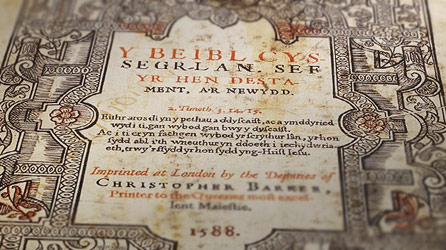 Y BEIBL CYS-
SEGR-LAN. SEF
YR HEN DESTA-
MENT, A'R NEWYDD.
2. Timoth. 3. 14, 15.
Eithr aros di yn y pethau a ddyscaist, ac a ymddyried
wyd i ti, gan wybod gan bwy y dyscaist.
Ac i ti er yn fachgen wybod yr scrythur lân, yr hon
sydd abl i'th wneuthur yn ddoeth i iechydwria-
eth, trwy'r ffydd yr hon sydd yng-Hrist Iesu.
Imprinted at London by the Deputies of
CHRISTOPHER BARKER,
Printer to the Queenes most excel-
lent Maiestie.
1588.